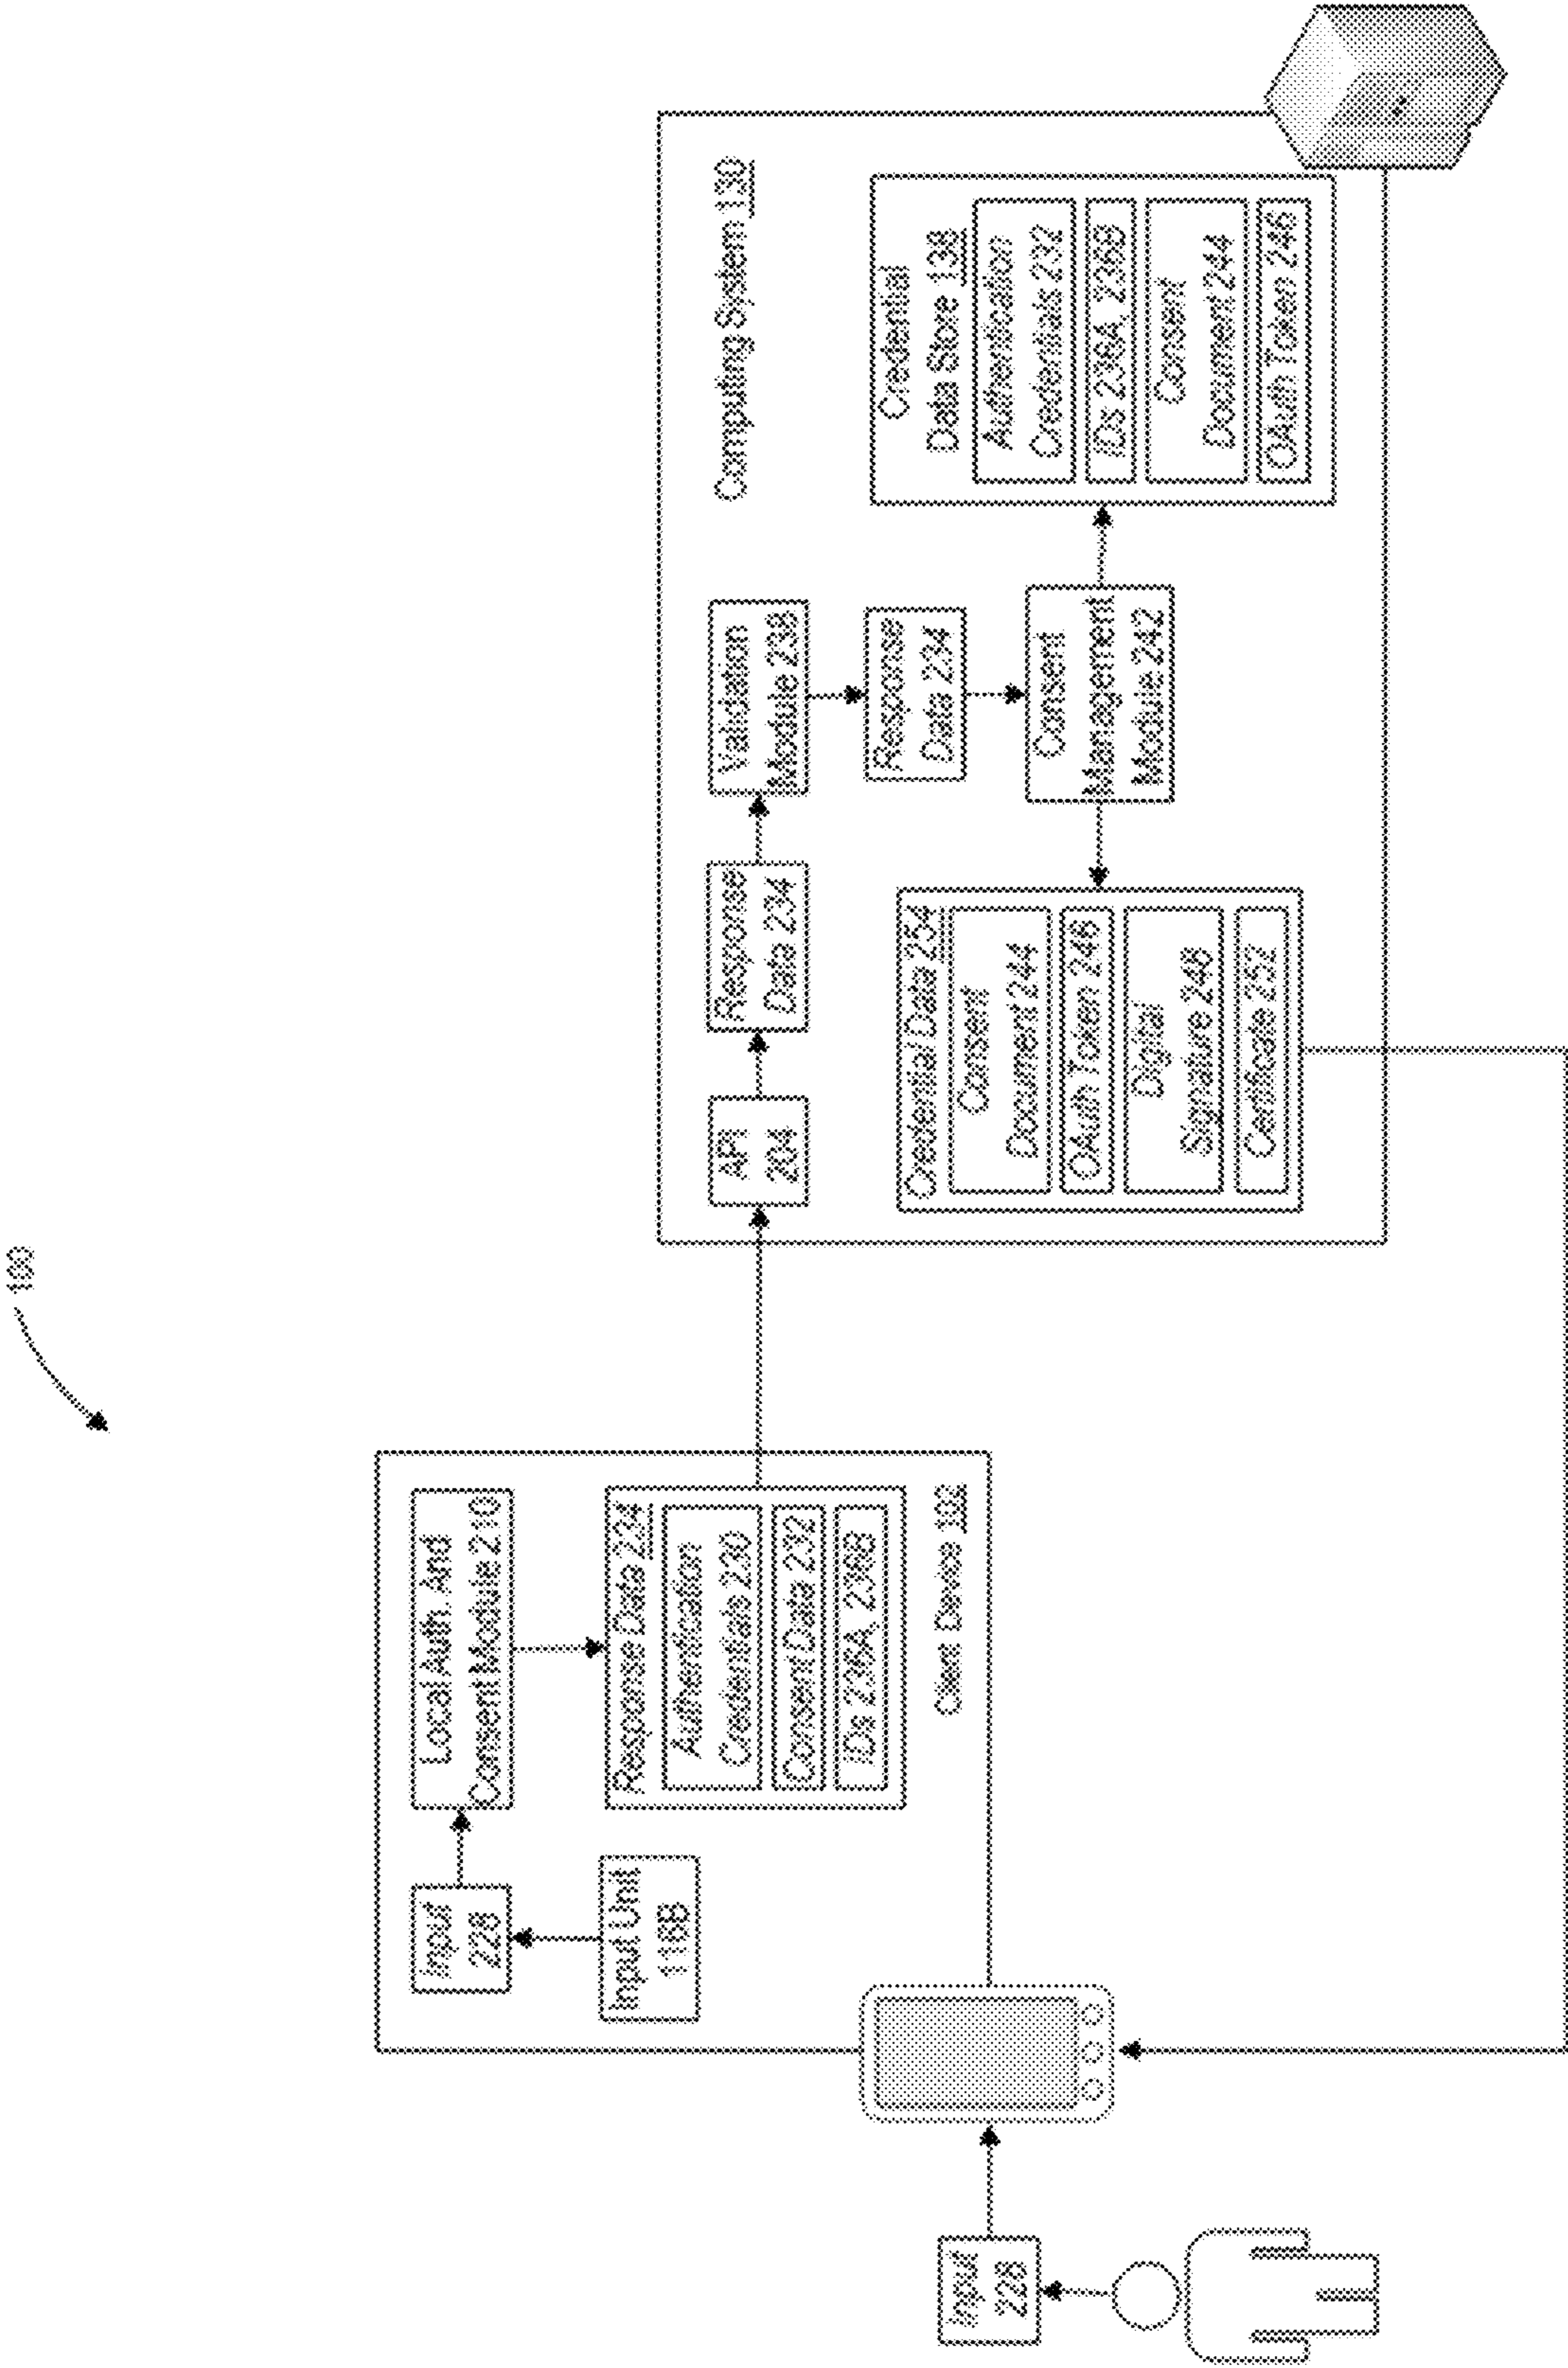 100
Input
228
Input
228
Input Unit
116B
Local Auth. And
Consent Module 210
Response Data 224
Authentication
Credentials 230
Consent Data 232
IDs 236A, 236B
Client Device 102
Computing System 130
API
204
Response
Data 234
Validation
Module 238
Response
Data 234
Consent
Management
Module 242
Credential Data 254
Consent
Document 244
OAuth Token 246
Digital
Signature 248
Certificate 252
Credential
Data Store 138
Authentication
Credentials 232
IDs 236A, 236B
Consent
Document 244
OAuth Token 246